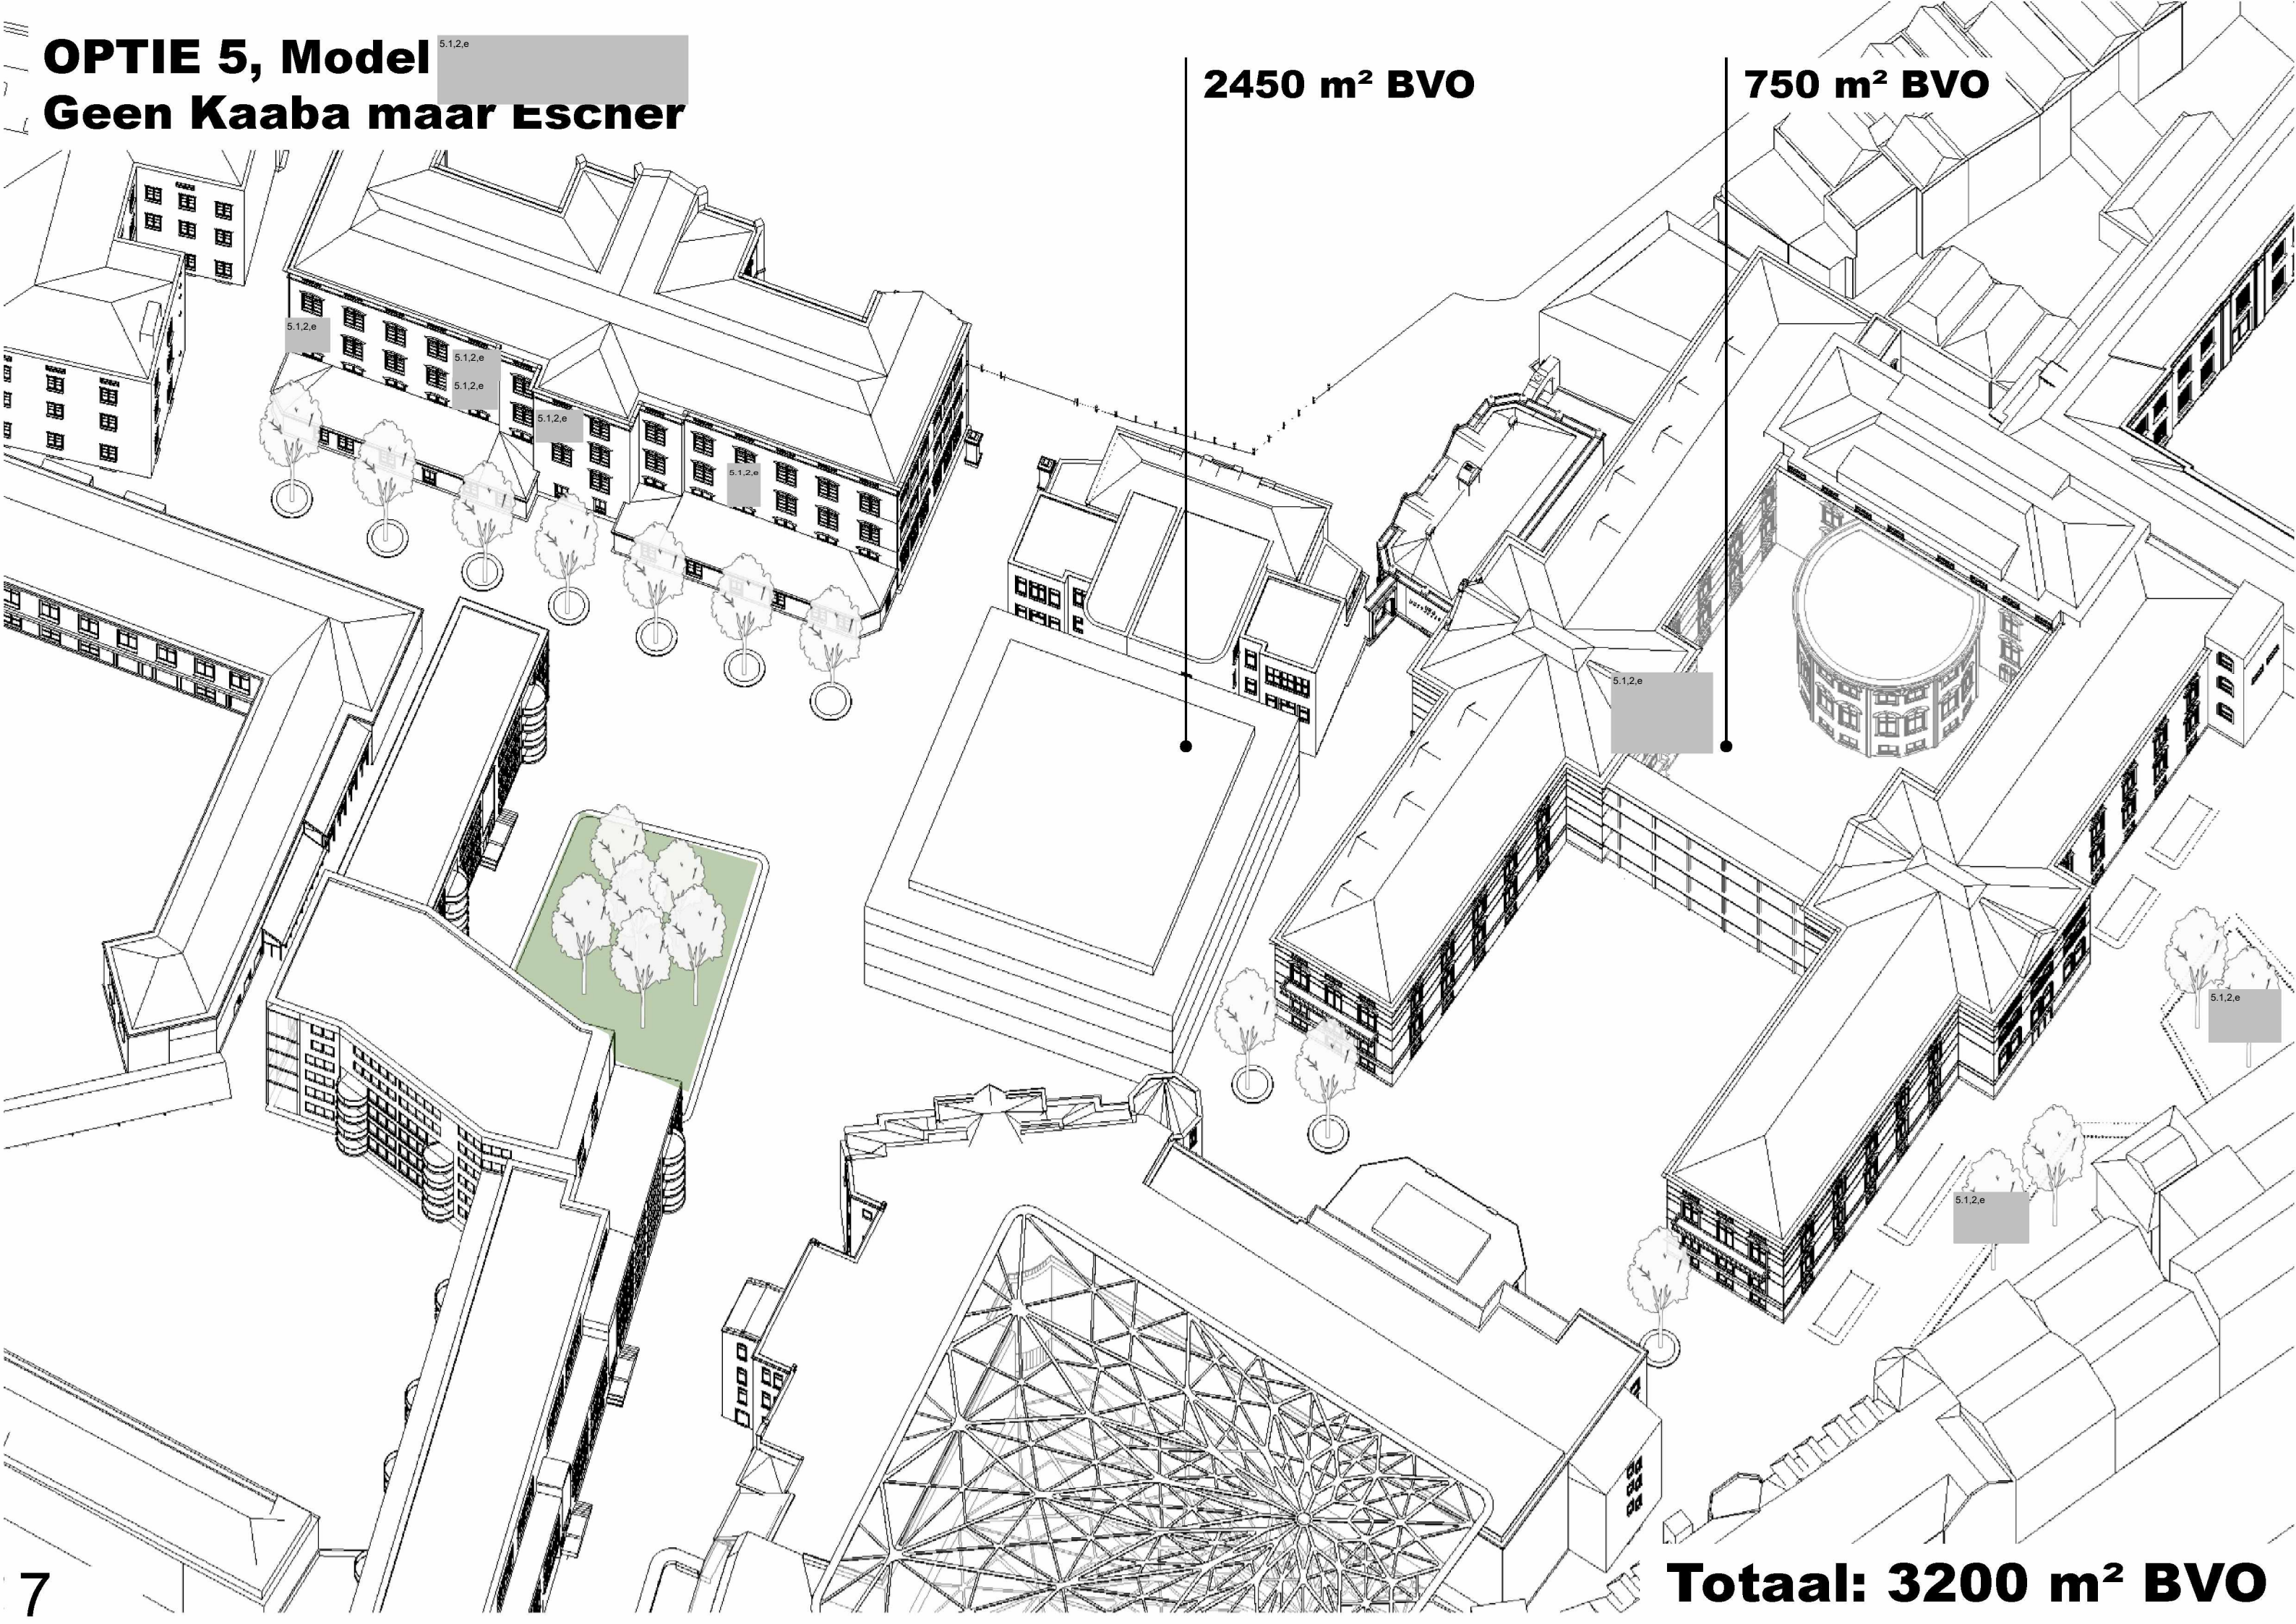 OPTIE 5, Model 5.1,2,e
Geen Kaaba maar Escher
2450 m² BVO
750 m² BVO
5.1,2,e
5.1,2,e
5.1,2,e
5.1,2,e
5.1,2,e
5.1,2,e
5.1,2,e
5.1,2,e
7
Totaal: 3200 m² BVO